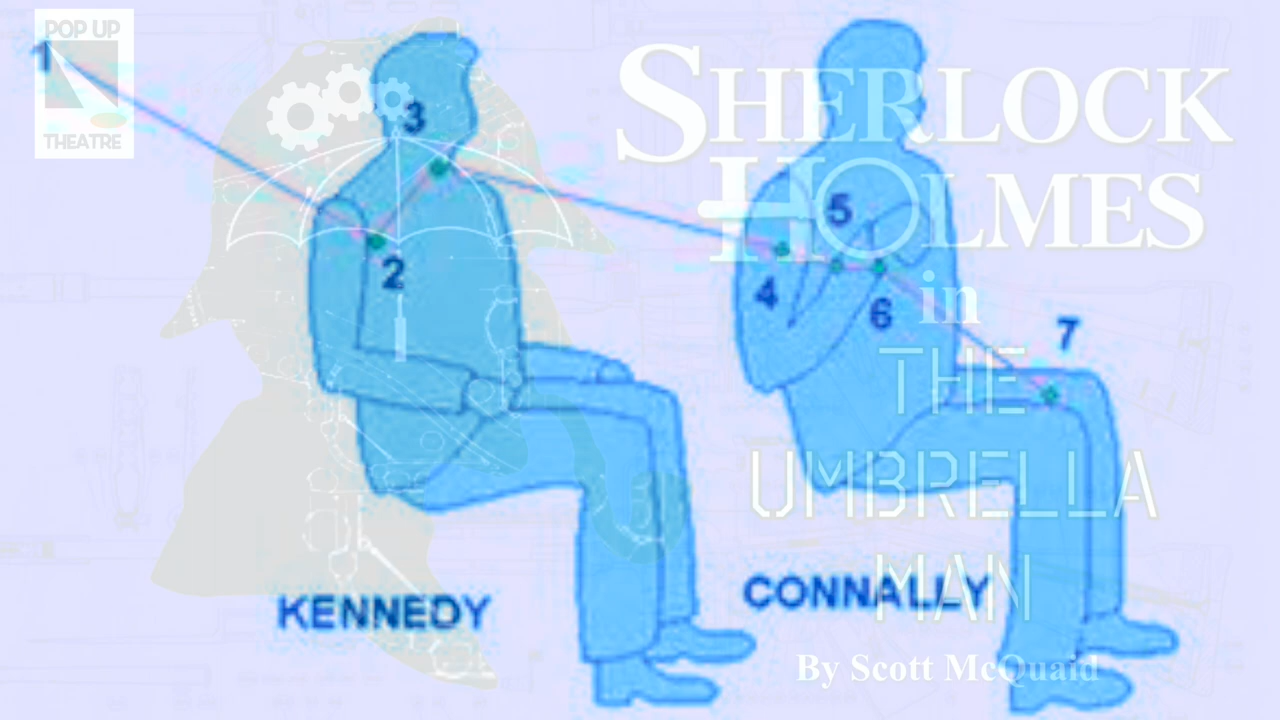 POP UP
THEATRE
1
3
2
KENNEDY
SHERLOCK
HOLMES
in
THE
UMBRELLA
MAN
By Scott McQuaid
5
4
6
7
CONNALLY